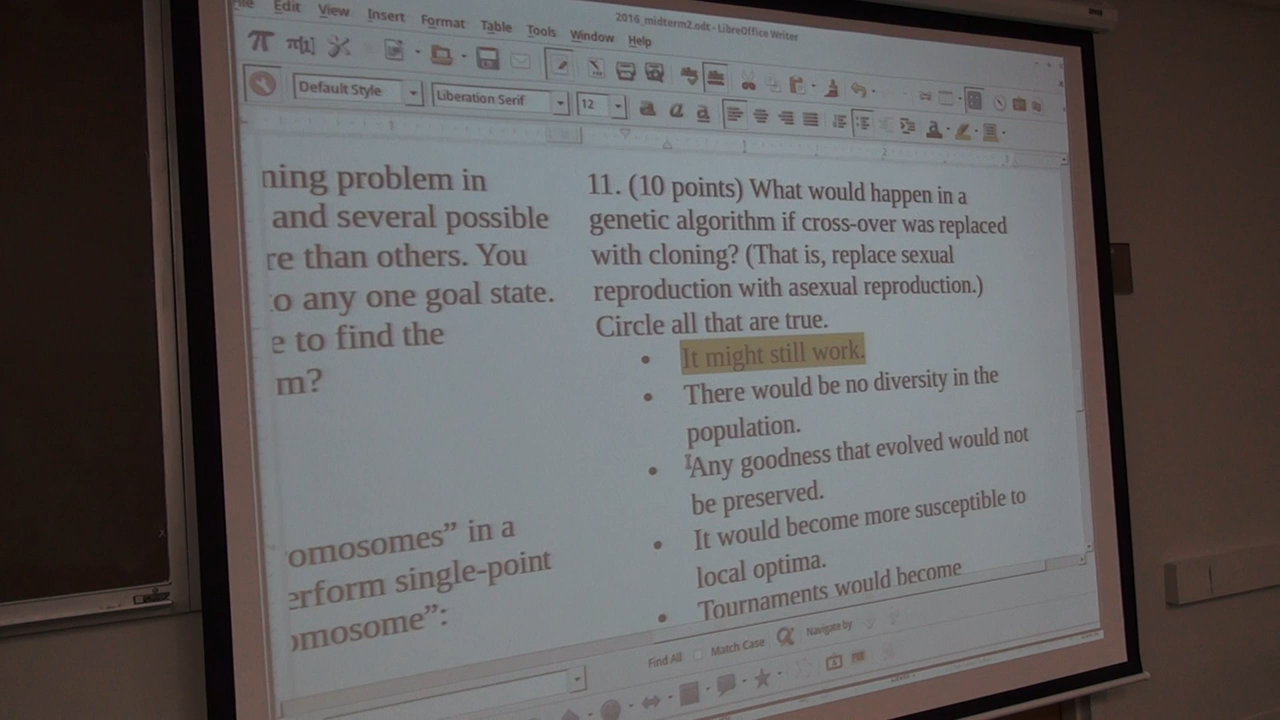 Edit View Insert Format Table Tools Window Help
2016_midterm2.odt - LibreOffice Writer
Default Style Liberation Serif 12
1 1 2 3
ning problem in
and several possible
re than others. You
o any one goal state.
e to find the
m?
omosomes” in a
erform single-point
omosome”:
11. (10 points) What would happen in a
genetic algorithm if cross-over was replaced
with cloning? (That is, replace sexual
reproduction with asexual reproduction.)
Circle all that are true.
• It might still work.
• There would be no diversity in the
population.
• Any goodness that evolved would not
be preserved.
• It would become more susceptible to
local optima.
• Tournaments would become
Find All Match Case Navigate by